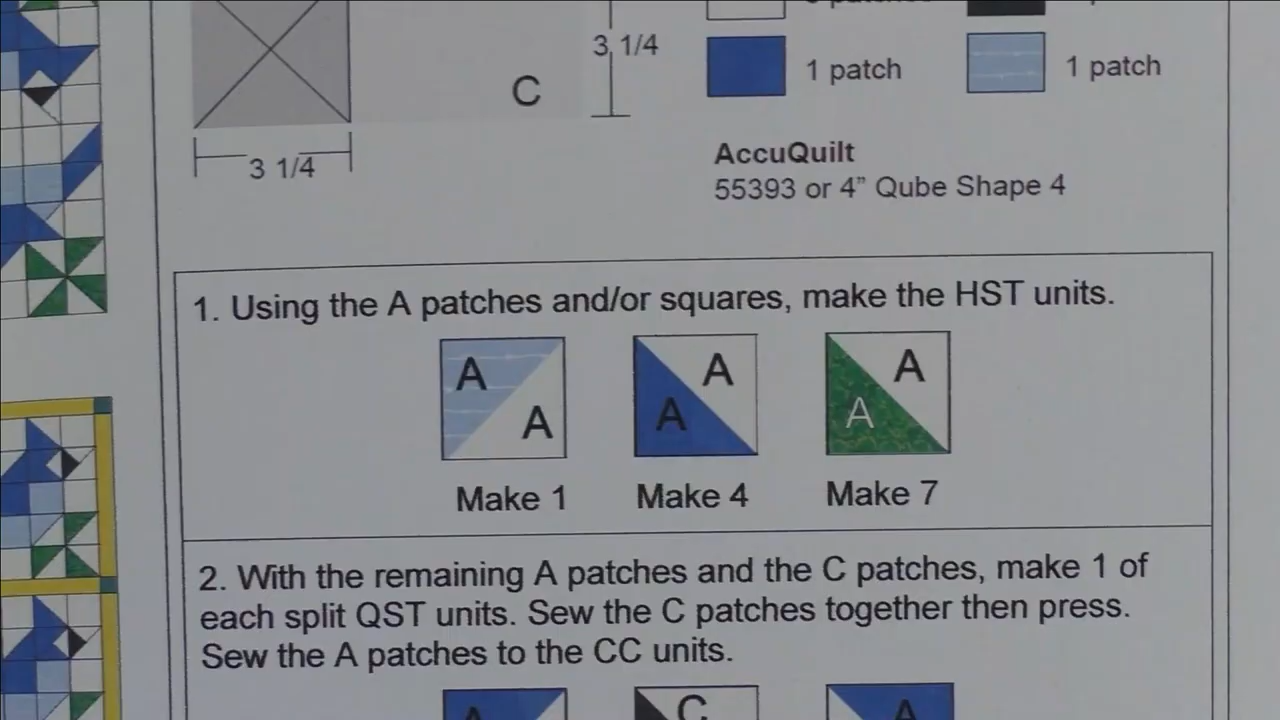 3 1/4
C
1 patch
1 patch
3 1/4
AccuQuilt
55393 or 4” Qube Shape 4
1. Using the A patches and/or squares, make the HST units.
A A A A A A
Make 1 Make 4 Make 7
2. With the remaining A patches and the C patches, make 1 of
each split QST units. Sew the C patches together then press.
Sew the A patches to the CC units.
A C A